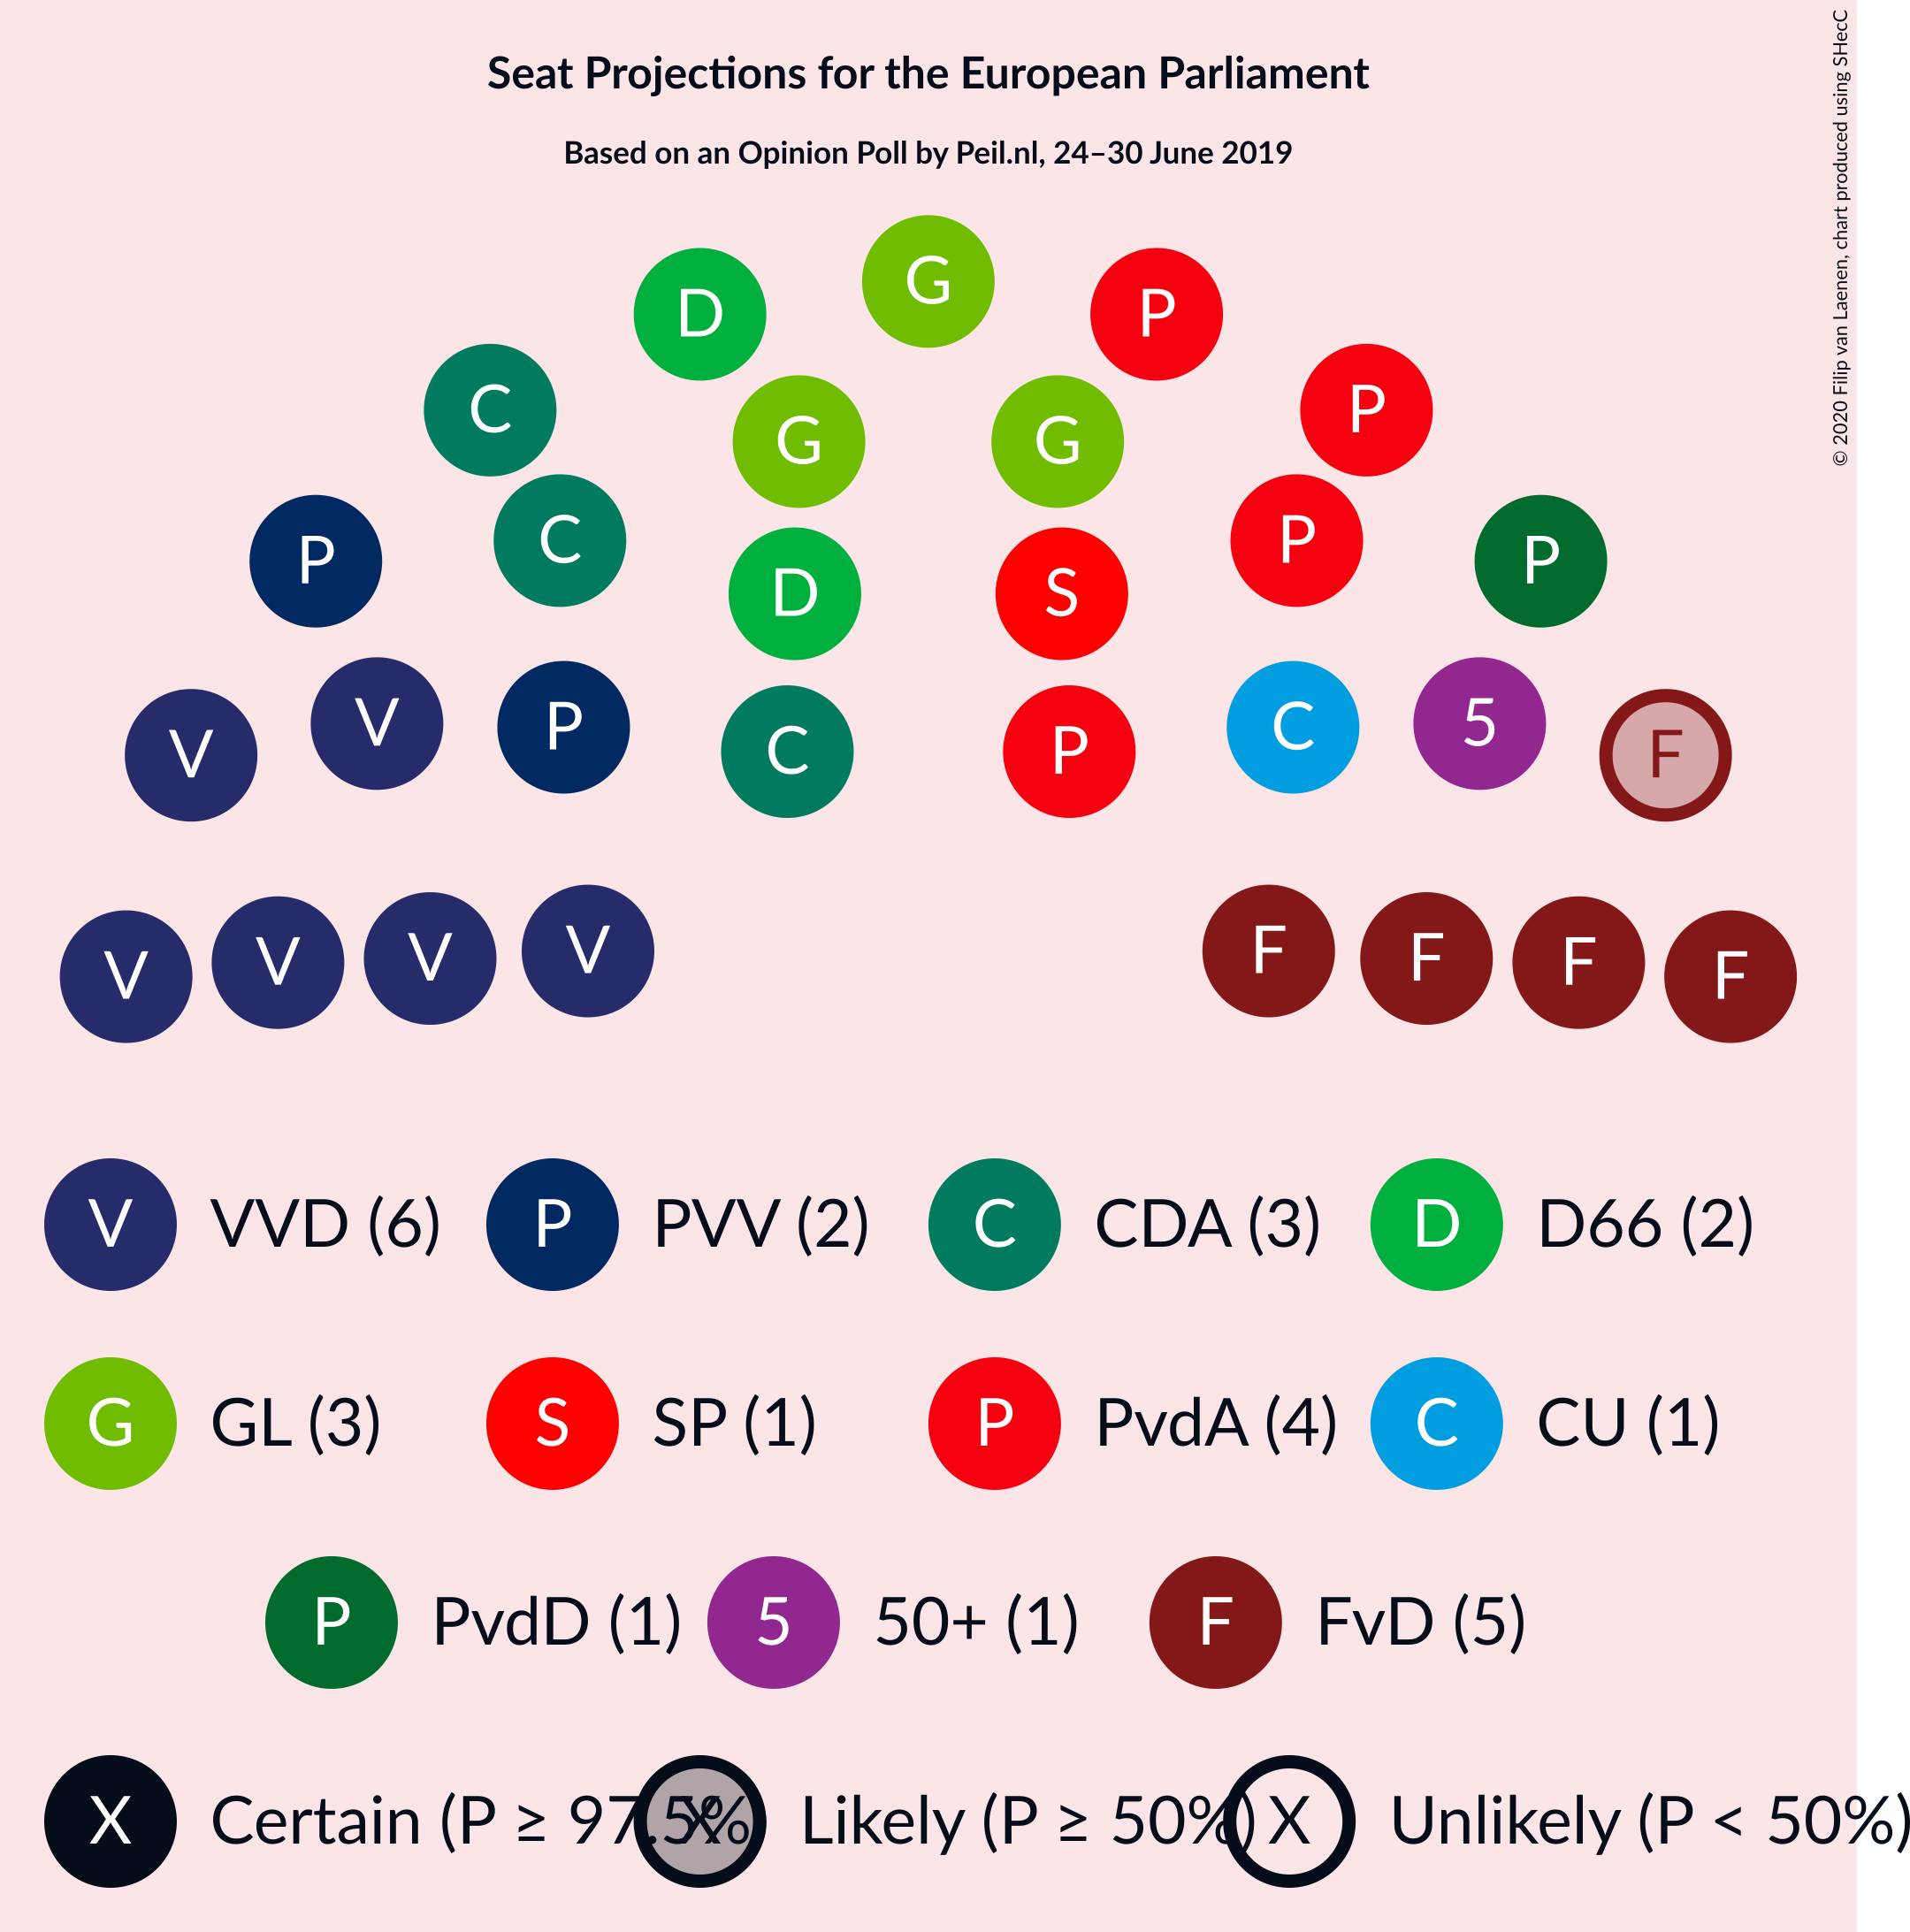 Seat Projections for the European Parliament
Based on an Opinion Poll by Peil.nl, 24–30 June 2019
© 2020 Filip van Laenen, chart produced using SHecC
G
D P
C P
G G
C P
P P
D S
V V P C P C 5 F
V V V V F F F F
V VVD (6) P PVV (2) C CDA (3) D D66 (2)
G GL (3) S SP (1) P PvdA (4) C CU (1)
P PvdD (1) 5 50+ (1) F FvD (5)
X Certain (P ≥ 97.5% X Likely (P ≥ 50%) X Unlikely (P < 50%)